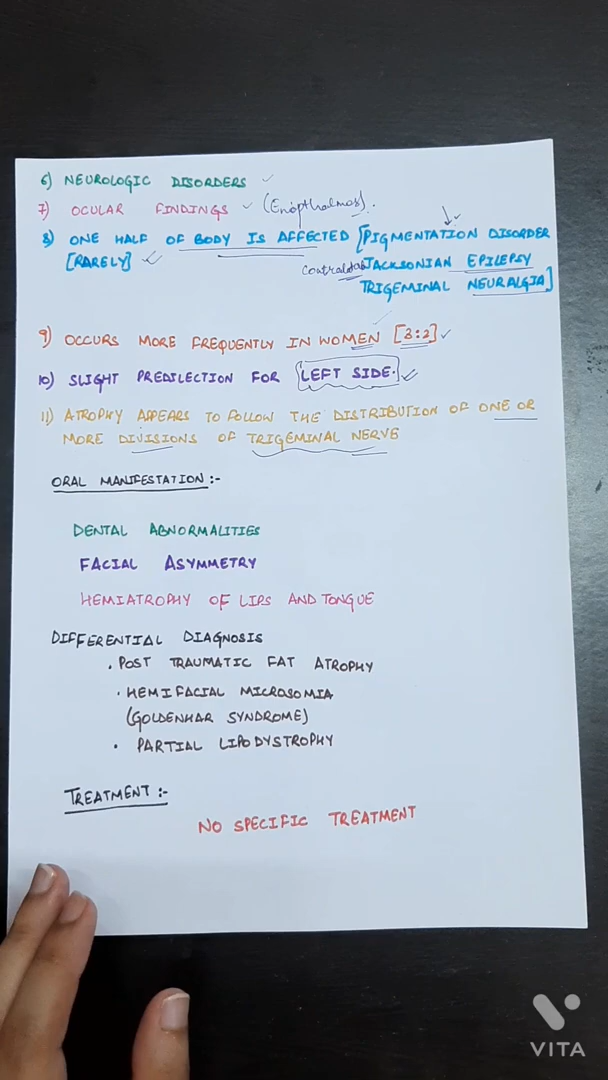 6) NEUROLOGIC DISORDERS
7) OCULAR FINDINGS (Enopthalmos).
8) ONE HALF OF BODY IS AFFECTED [PIGMENTATION DISORDER
[RARELY] JACKSONIAN EPILEPSY
TRIGEMINAL NEURALGIA]
9) OCCURS MORE FREQUENTLY IN WOMEN [3:2]
10) SLIGHT PREDILECTION FOR LEFT SIDE.
11) ATROPHY APPEARS TO FOLLOW THE DISTRIBUTION OF ONE OR
MORE DIVISIONS OF TRIGEMINAL NERVE
ORAL MANIFESTATION :-
DENTAL ABNORMALITIES
FACIAL ASYMMETRY
HEMIATROPHY OF LIPS AND TONGUE
DIFFERENTIAL DIAGNOSIS
• POST TRAUMATIC FAT ATROPHY
• HEMIFACIAL MICROSOMIA
(GOLDENHAR SYNDROME)
• PARTIAL LIPODYSTROPHY
TREATMENT :-
NO SPECIFIC TREATMENT
VITA